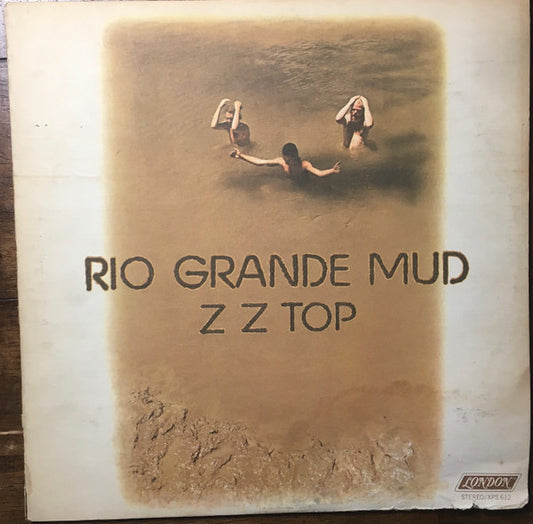 RIO GRANDE MUD
Z Z TOP
LONDON
STEREO/XPS 612